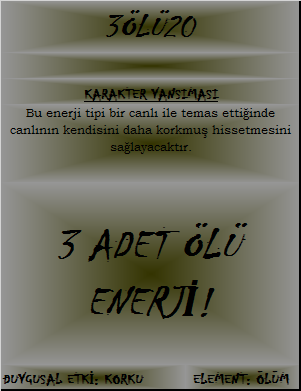 3ÖLÜ20
KARAKTER YANSIMASI
Bu enerji tipi bir canlı ile temas ettiğinde
canlının kendisini daha korkmuş hissetmesini
sağlayacaktır.
3 ADET ÖLÜ
ENERJİ!
DUYGUSAL ETKİ: KORKU ELEMENT: ÖLÜM